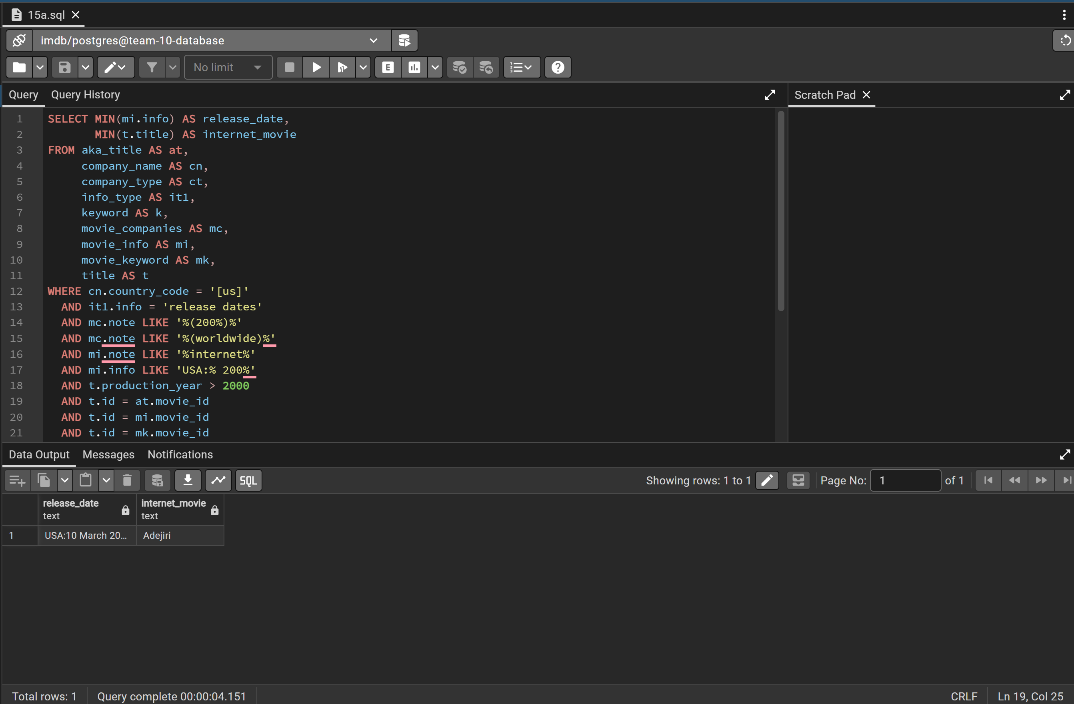 15a.sql
imdb/postgres@team-10-database
No limit
E
Query Query History
Scratch Pad
1 SELECT MIN(mi.info) AS release_date,
2 MIN(t.title) AS internet_movie
3 FROM aka_title AS at,
4 company_name AS cn,
5 company_type AS ct,
6 info_type AS it1,
7 keyword AS k,
8 movie_companies AS mc,
9 movie_info AS mi,
10 movie_keyword AS mk,
11 title AS t
12 WHERE cn.country_code = '[us]'
13 AND it1.info = 'release dates'
14 AND mc.note LIKE '%(200%)%'
15 AND mc.note LIKE '%(worldwide)%'
16 AND mi.note LIKE '%internet%'
17 AND mi.info LIKE 'USA:% 200%'
18 AND t.production_year > 2000
19 AND t.id = at.movie_id
20 AND t.id = mi.movie_id
21 AND t.id = mk.movie_id
Data Output Messages Notifications
SQL
Showing rows: 1 to 1
Page No: 1 of 1
release_date internet_movie
text text
1 USA:10 March 20... Adejiri
Total rows: 1 Query complete 00:00:04.151 CRLF Ln 19, Col 25